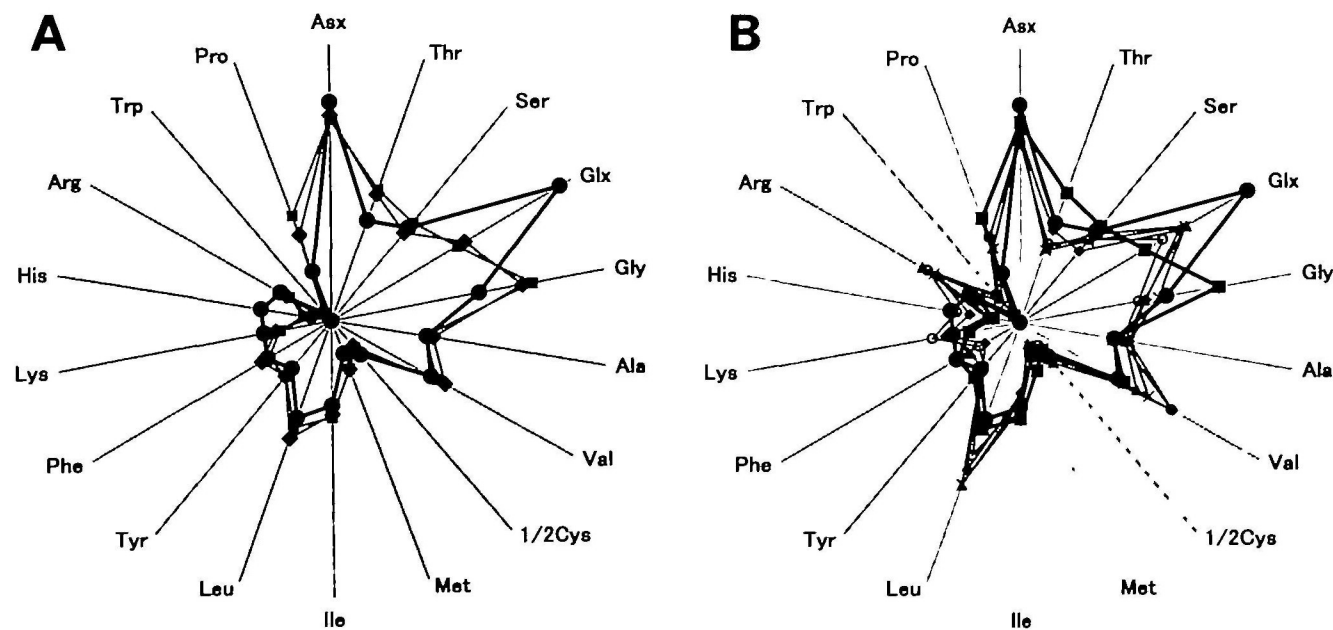 A
Asx
Thr
Ser
Glx
Gly
Ala
Val
1/2Cys
Met
Ile
Leu
Tyr
Phe
Lys
His
Arg
Trp
Pro
B
Asx
Thr
Ser
Glx
Gly
Ala
Val
1/2Cys
Met
Ile
Leu
Tyr
Phe
Lys
His
Arg
Trp
Pro